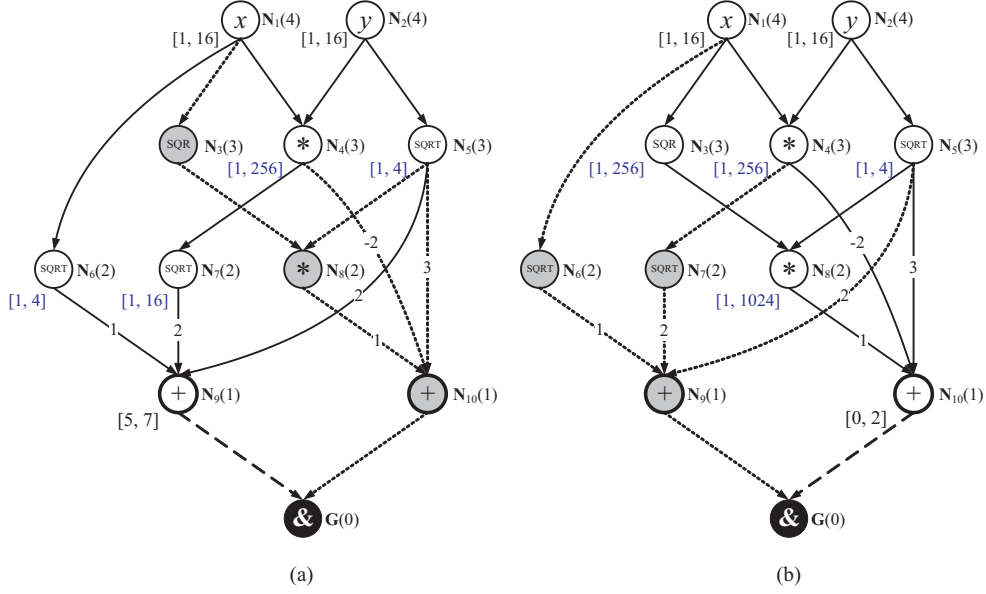 x N₁(4) y N₂(4) x N₁(4) y N₂(4)
[1, 16] [1, 16] [1, 16] [1, 16]
SQR N₃(3) * N₄(3) SQRT N₅(3) SQR N₃(3) * N₄(3) SQRT N₅(3)
[1, 256] [1, 4] [1, 256] [1, 256] [1, 4]
-2 -2
SQRT N₆(2) SQRT N₇(2) * N₈(2) 3 SQRT N₆(2) SQRT N₇(2) * N₈(2) 3
[1, 4] [1, 16] 2 [1, 1024] 2
1 2 1 1 2 1
+ N₉(1) + N₁₀(1) + N₉(1) + N₁₀(1)
[5, 7] [0, 2]
& G(0) & G(0)
(a) (b)